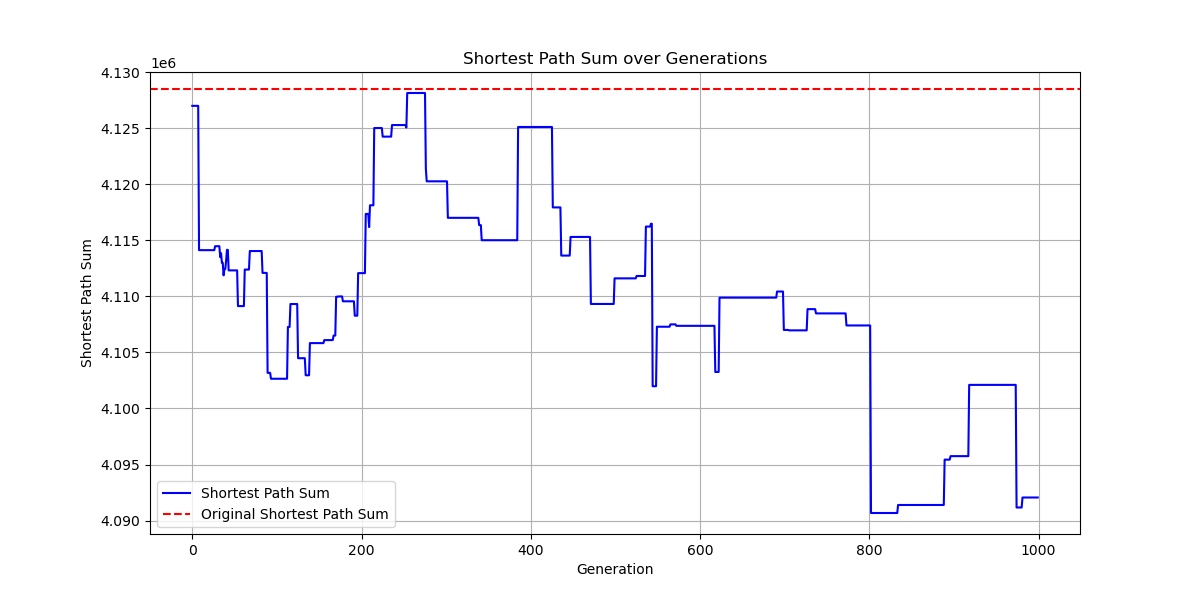 Shortest Path Sum over Generations
1e6
4.130
4.125
4.120
4.115
4.110
4.105
4.100
4.095
4.090
Shortest Path Sum
Shortest Path Sum
Original Shortest Path Sum
0 200 400 600 800 1000
Generation